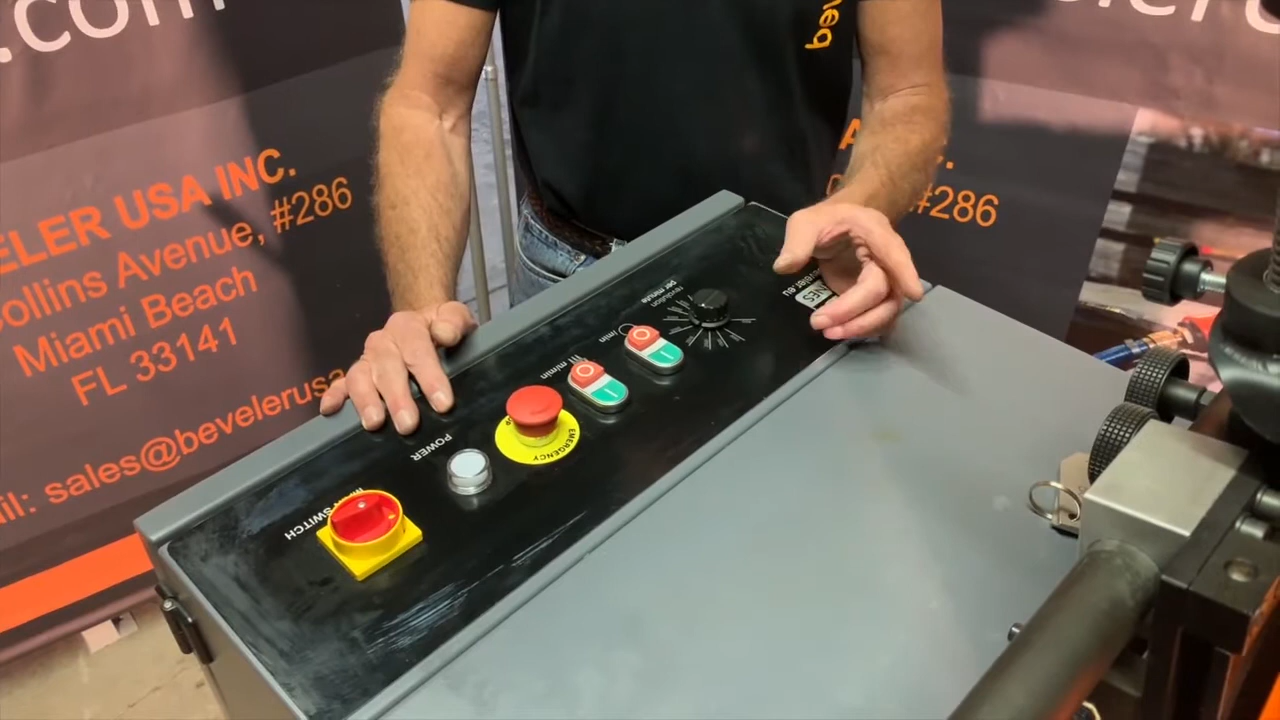 .com
ELER USA INC.
ollins Avenue, #286
Miami Beach
FL 33141
il: sales@bevelerusa
beve
#286
revolution
per minute
/min
m/min
EMERGENCY
POWER
SWITCH
beveler.eu